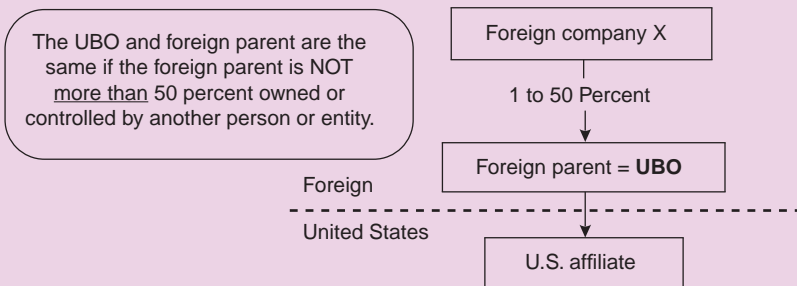 The UBO and foreign parent are the
same if the foreign parent is NOT
more than 50 percent owned or
controlled by another person or entity.
Foreign company X
1 to 50 Percent
Foreign parent = UBO
Foreign
United States
U.S. affiliate